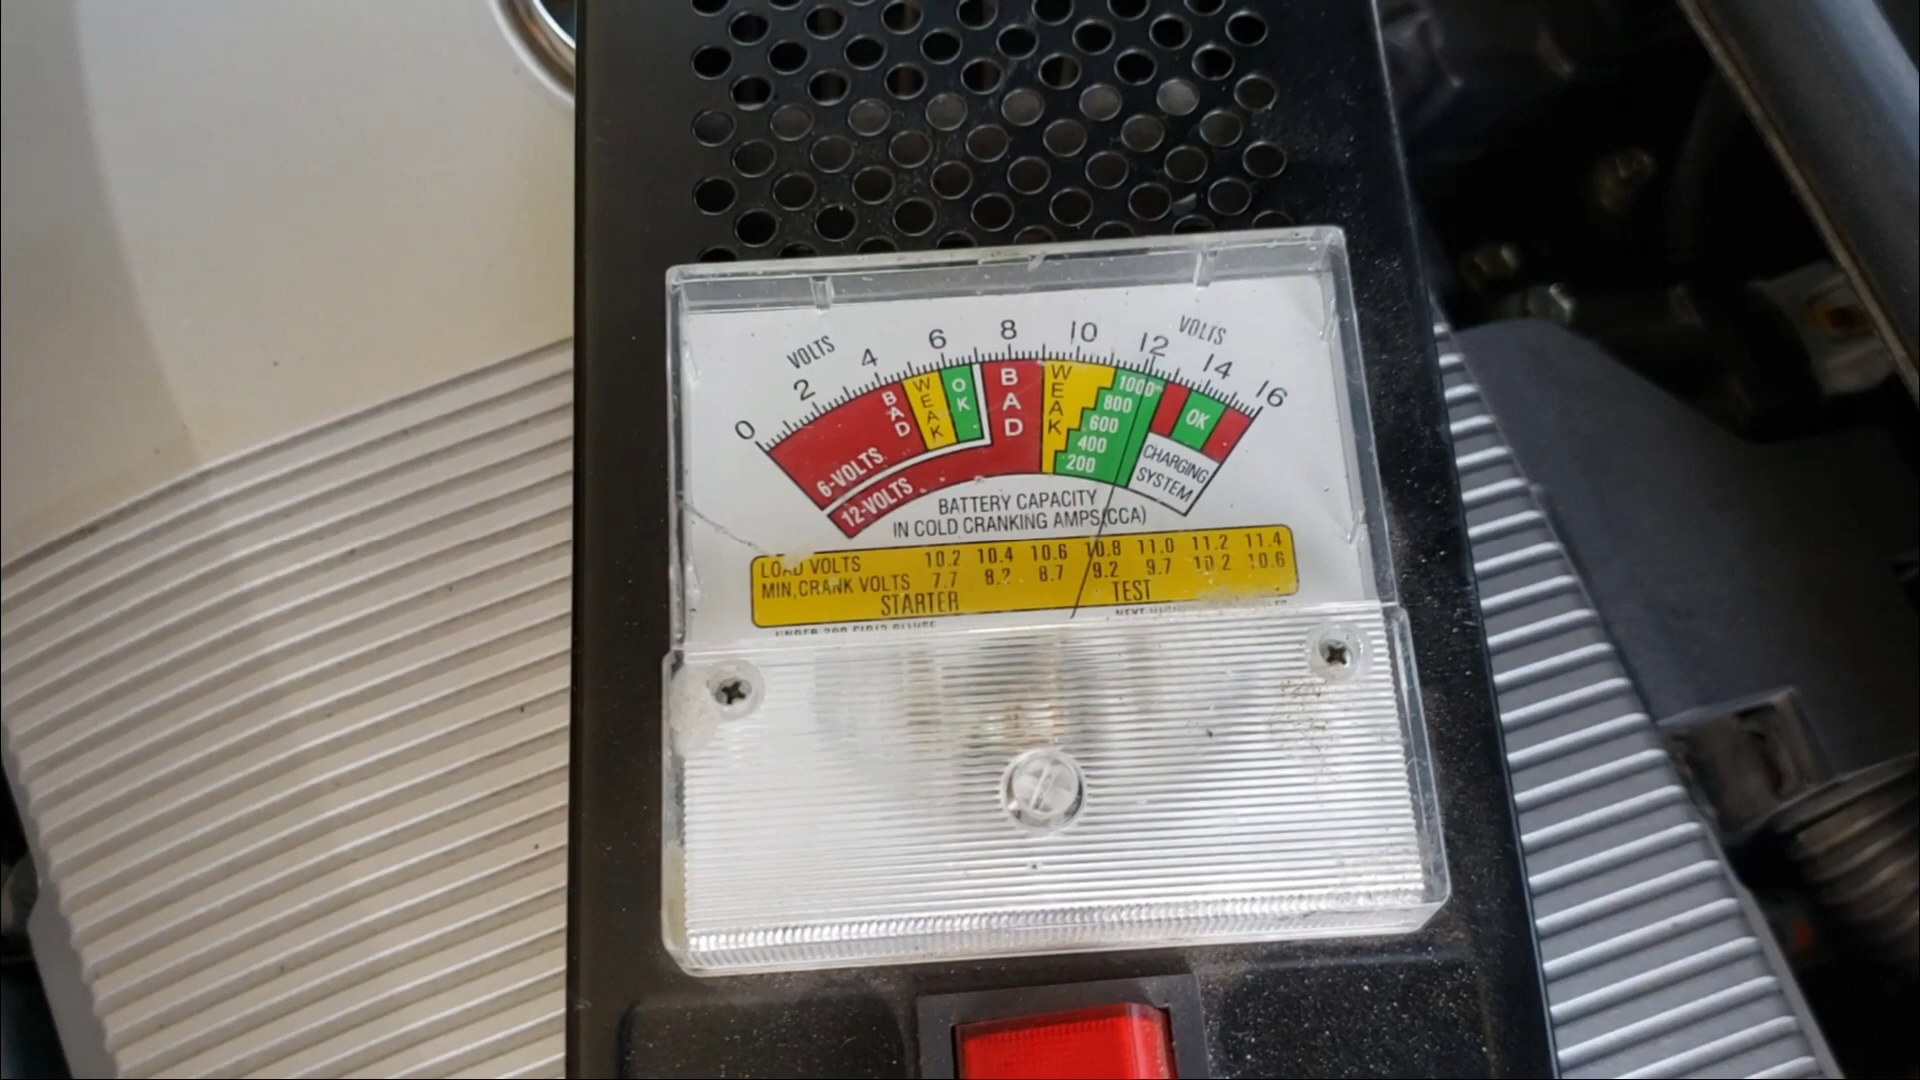 VOLTS VOLTS
0 2 4 6 8 10 12 14 16
BAD WEAK OK BAD WEAK 1000 OK
800
600
400
200
6-VOLTS
12-VOLTS
CHARGING
SYSTEM
BATTERY CAPACITY
IN COLD CRANKING AMPS (CCA)
LOAD VOLTS 10.2 10.4 10.6 10.8 11.0 11.2 11.4
MIN, CRANK VOLTS 7.7 8.2 8.7 9.2 9.7 10.2 10.6
STARTER TEST